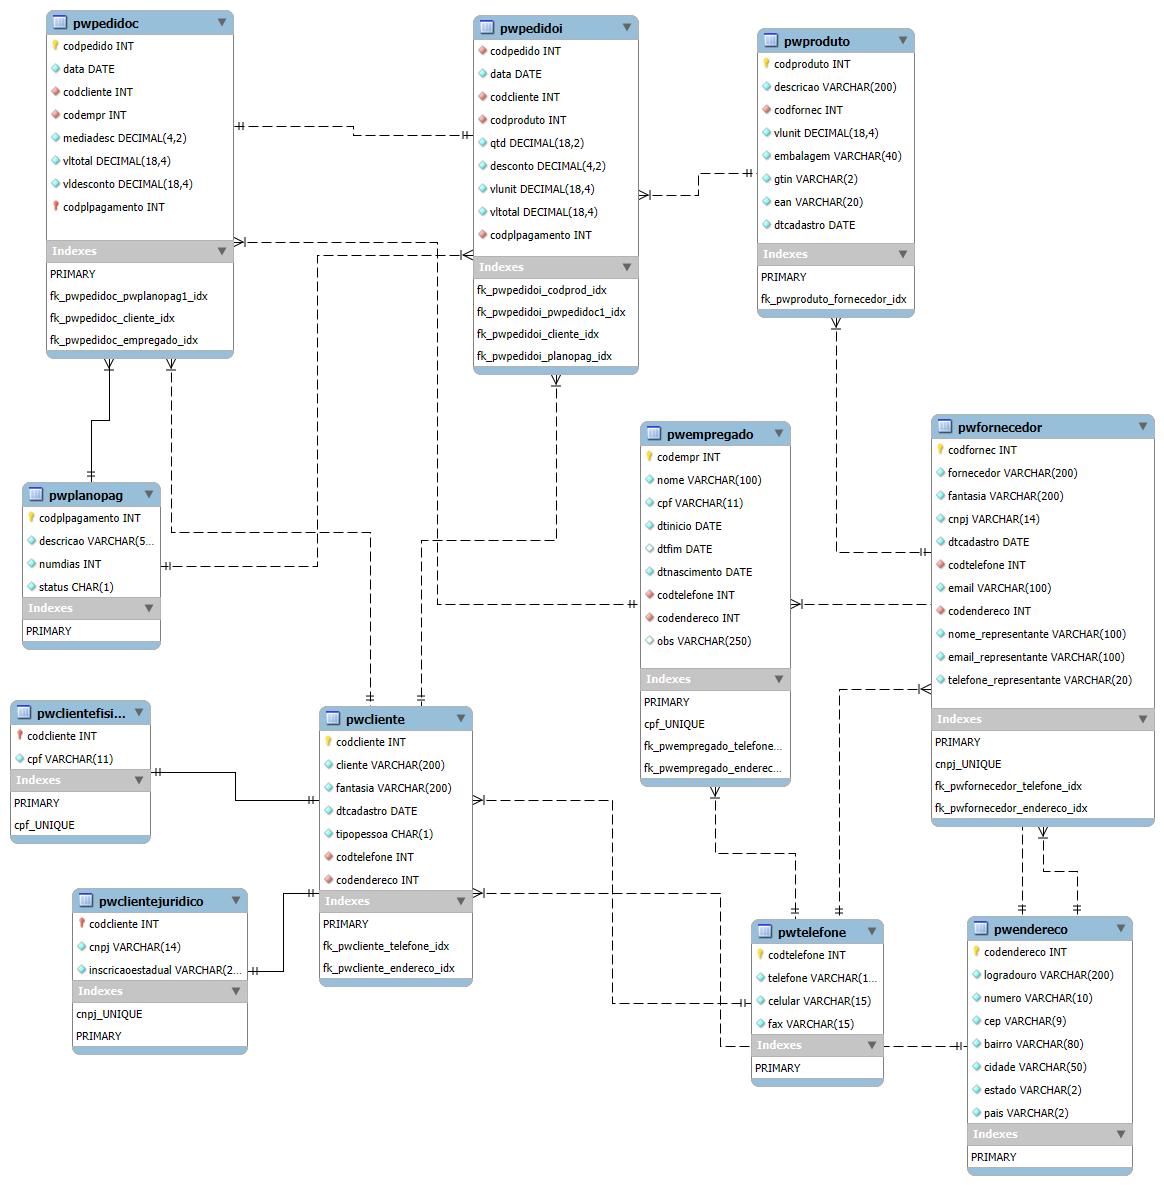 pwpedidoc
codpedido INT
data DATE
codcliente INT
codempr INT
mediadesc DECIMAL(4,2)
vltotal DECIMAL(18,4)
vldesconto DECIMAL(18,4)
codplpagamento INT
Indexes
PRIMARY
fk_pwpedidoc_pwplanopag1_idx
fk_pwpedidoc_cliente_idx
fk_pwpedidoc_empregado_idx
pwpedidoi
codpedido INT
data DATE
codcliente INT
codproduto INT
qtd DECIMAL(18,2)
desconto DECIMAL(4,2)
vlunit DECIMAL(18,4)
vltotal DECIMAL(18,4)
codplpagamento INT
Indexes
fk_pwpedidoi_codprod_idx
fk_pwpedidoi_pwpedidoc1_idx
fk_pwpedidoi_cliente_idx
fk_pwpedidoi_planopag_idx
pwproduto
codproduto INT
descricao VARCHAR(200)
codfornec INT
vlunit DECIMAL(18,4)
embalagem VARCHAR(40)
gtin VARCHAR(2)
ean VARCHAR(20)
dtcadastro DATE
Indexes
PRIMARY
fk_pwproduto_fornecedor_idx
pwplanopag
codplpagamento INT
descricao VARCHAR(5...
numdias INT
status CHAR(1)
Indexes
PRIMARY
pwempregado
codempr INT
nome VARCHAR(100)
cpf VARCHAR(11)
dtinicio DATE
dtfim DATE
dtnascimento DATE
codtelefone INT
codendereco INT
obs VARCHAR(250)
Indexes
PRIMARY
cpf_UNIQUE
fk_pwempregado_telefone...
fk_pwempregado_enderec...
pwfornecedor
codfornec INT
fornecedor VARCHAR(200)
fantasia VARCHAR(200)
cnpj VARCHAR(14)
dtcadastro DATE
codtelefone INT
email VARCHAR(100)
codendereco INT
nome_representante VARCHAR(100)
email_representante VARCHAR(100)
telefone_representante VARCHAR(20)
Indexes
PRIMARY
cnpj_UNIQUE
fk_pwfornecedor_telefone_idx
fk_pwfornecedor_endereco_idx
pwclientefisi...
codcliente INT
cpf VARCHAR(11)
Indexes
PRIMARY
cpf_UNIQUE
pwcliente
codcliente INT
cliente VARCHAR(200)
fantasia VARCHAR(200)
dtcadastro DATE
tipopessoa CHAR(1)
codtelefone INT
codendereco INT
Indexes
PRIMARY
fk_pwcliente_telefone_idx
fk_pwcliente_endereco_idx
pwclientejuridico
codcliente INT
cnpj VARCHAR(14)
inscricaoestadual VARCHAR(2...
Indexes
cnpj_UNIQUE
PRIMARY
pwtelefone
codtelefone INT
telefone VARCHAR(1...
celular VARCHAR(15)
fax VARCHAR(15)
Indexes
PRIMARY
pwendereco
codendereco INT
logradouro VARCHAR(200)
numero VARCHAR(10)
cep VARCHAR(9)
bairro VARCHAR(80)
cidade VARCHAR(50)
estado VARCHAR(2)
pais VARCHAR(2)
Indexes
PRIMARY